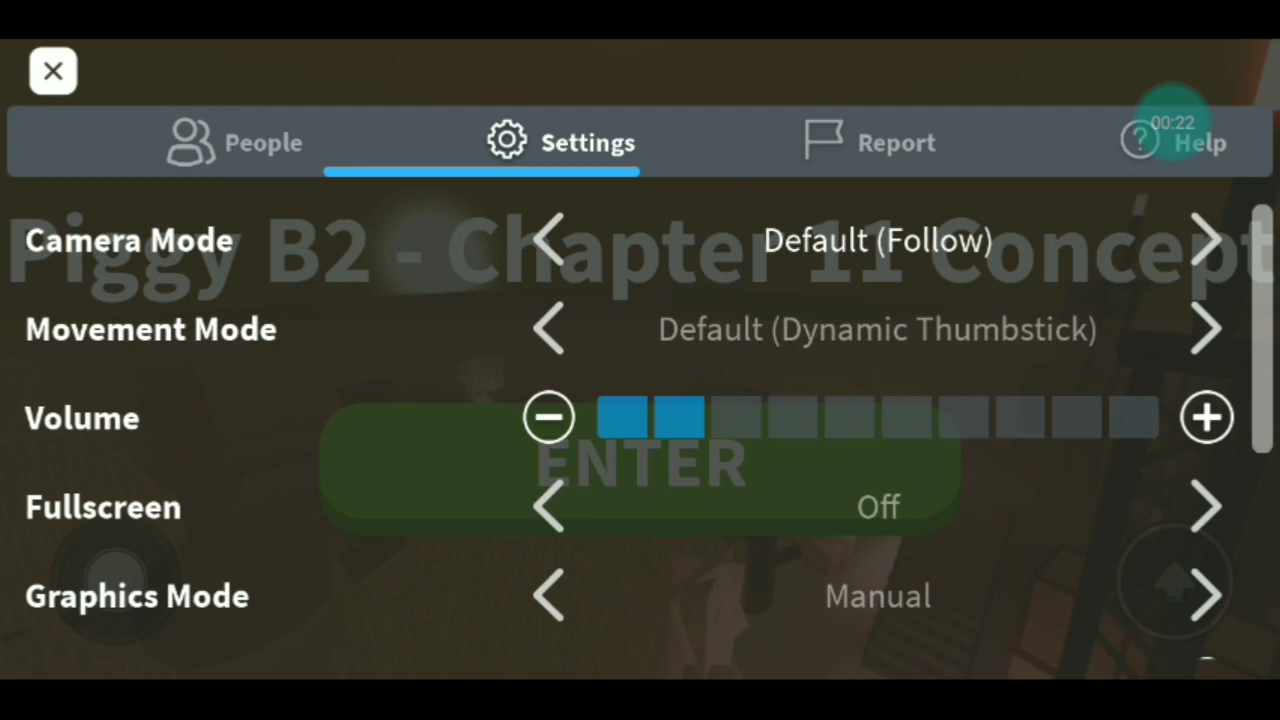 00:22
People
Settings
Report
Help
Piggy B2 - Chapter 11 Concept
Camera Mode
Default (Follow)
Movement Mode
Default (Dynamic Thumbstick)
Volume
ENTER
Fullscreen
Off
Graphics Mode
Manual